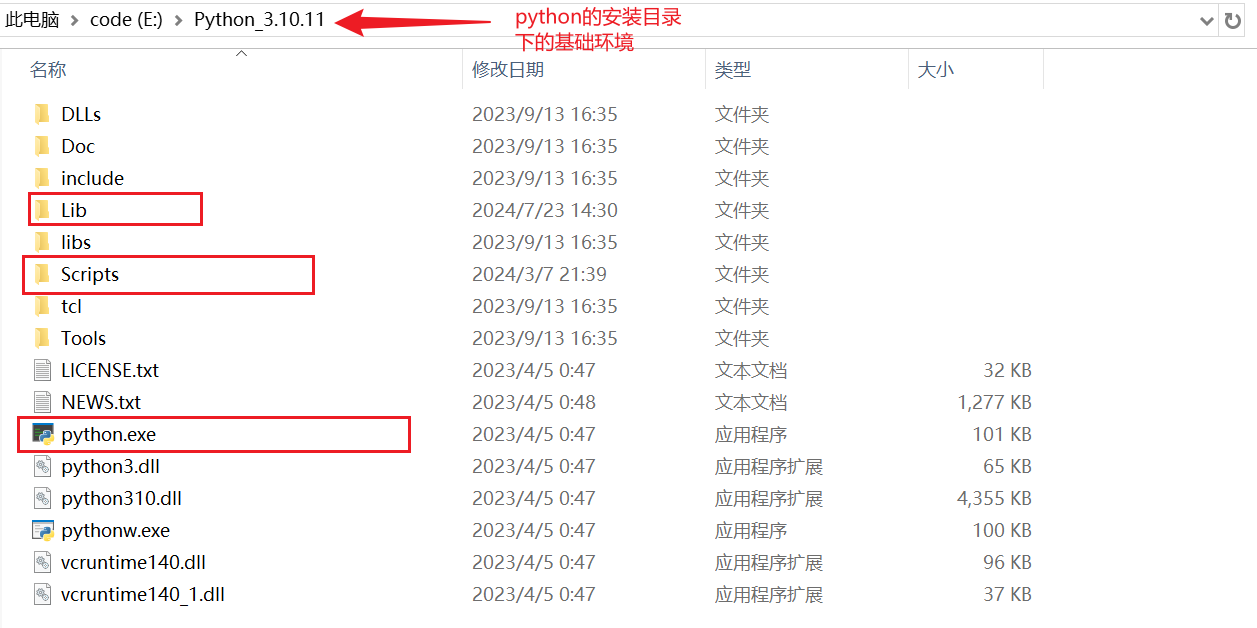 此电脑 > code (E:) > Python_3.10.11
python的安装目录
下的基础环境
名称 修改日期 类型 大小
DLLs 2023/9/13 16:35 文件夹
Doc 2023/9/13 16:35 文件夹
include 2023/9/13 16:35 文件夹
Lib 2024/7/23 14:30 文件夹
libs 2023/9/13 16:35 文件夹
Scripts 2024/3/7 21:39 文件夹
tcl 2023/9/13 16:35 文件夹
Tools 2023/9/13 16:35 文件夹
LICENSE.txt 2023/4/5 0:47 文本文档 32 KB
NEWS.txt 2023/4/5 0:48 文本文档 1,277 KB
python.exe 2023/4/5 0:47 应用程序 101 KB
python3.dll 2023/4/5 0:47 应用程序扩展 65 KB
python310.dll 2023/4/5 0:47 应用程序扩展 4,355 KB
pythonw.exe 2023/4/5 0:47 应用程序 100 KB
vcruntime140.dll 2023/4/5 0:47 应用程序扩展 96 KB
vcruntime140_1.dll 2023/4/5 0:47 应用程序扩展 37 KB